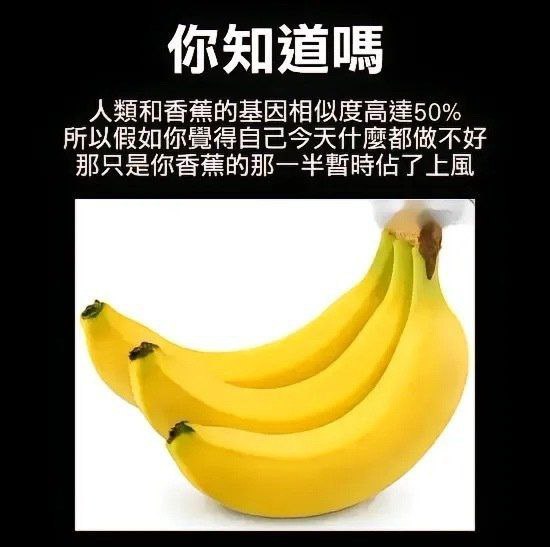 你知道嗎
人類和香蕉的基因相似度高達50%
所以假如你覺得自己今天什麼都做不好
那只是你香蕉的那一半暫時佔了上風